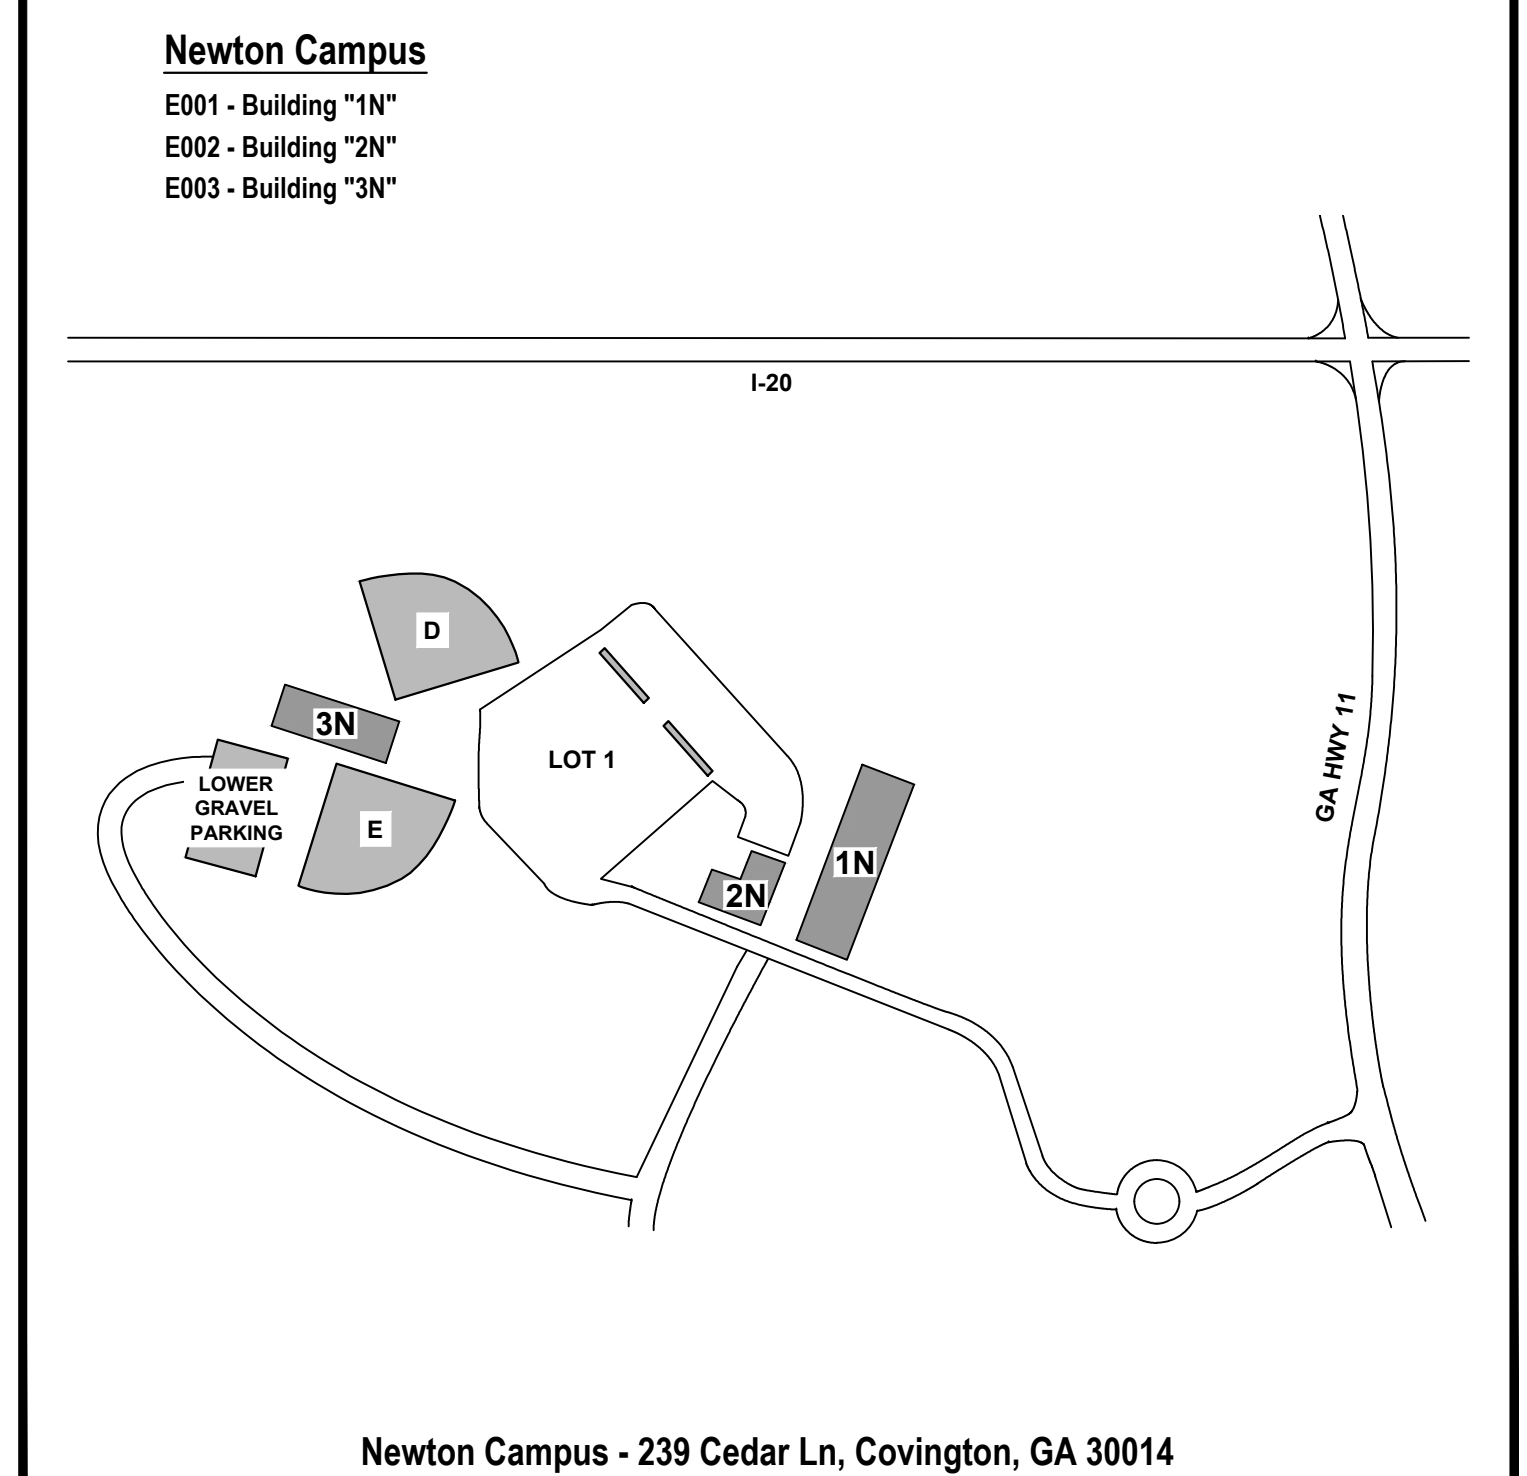 Newton Campus
E001 - Building "1N"
E002 - Building "2N"
E003 - Building "3N"
I-20
D
3N
LOT 1
GA HWY 11
LOWER
GRAVEL
PARKING
E
1N
2N
Newton Campus - 239 Cedar Ln, Covington, GA 30014